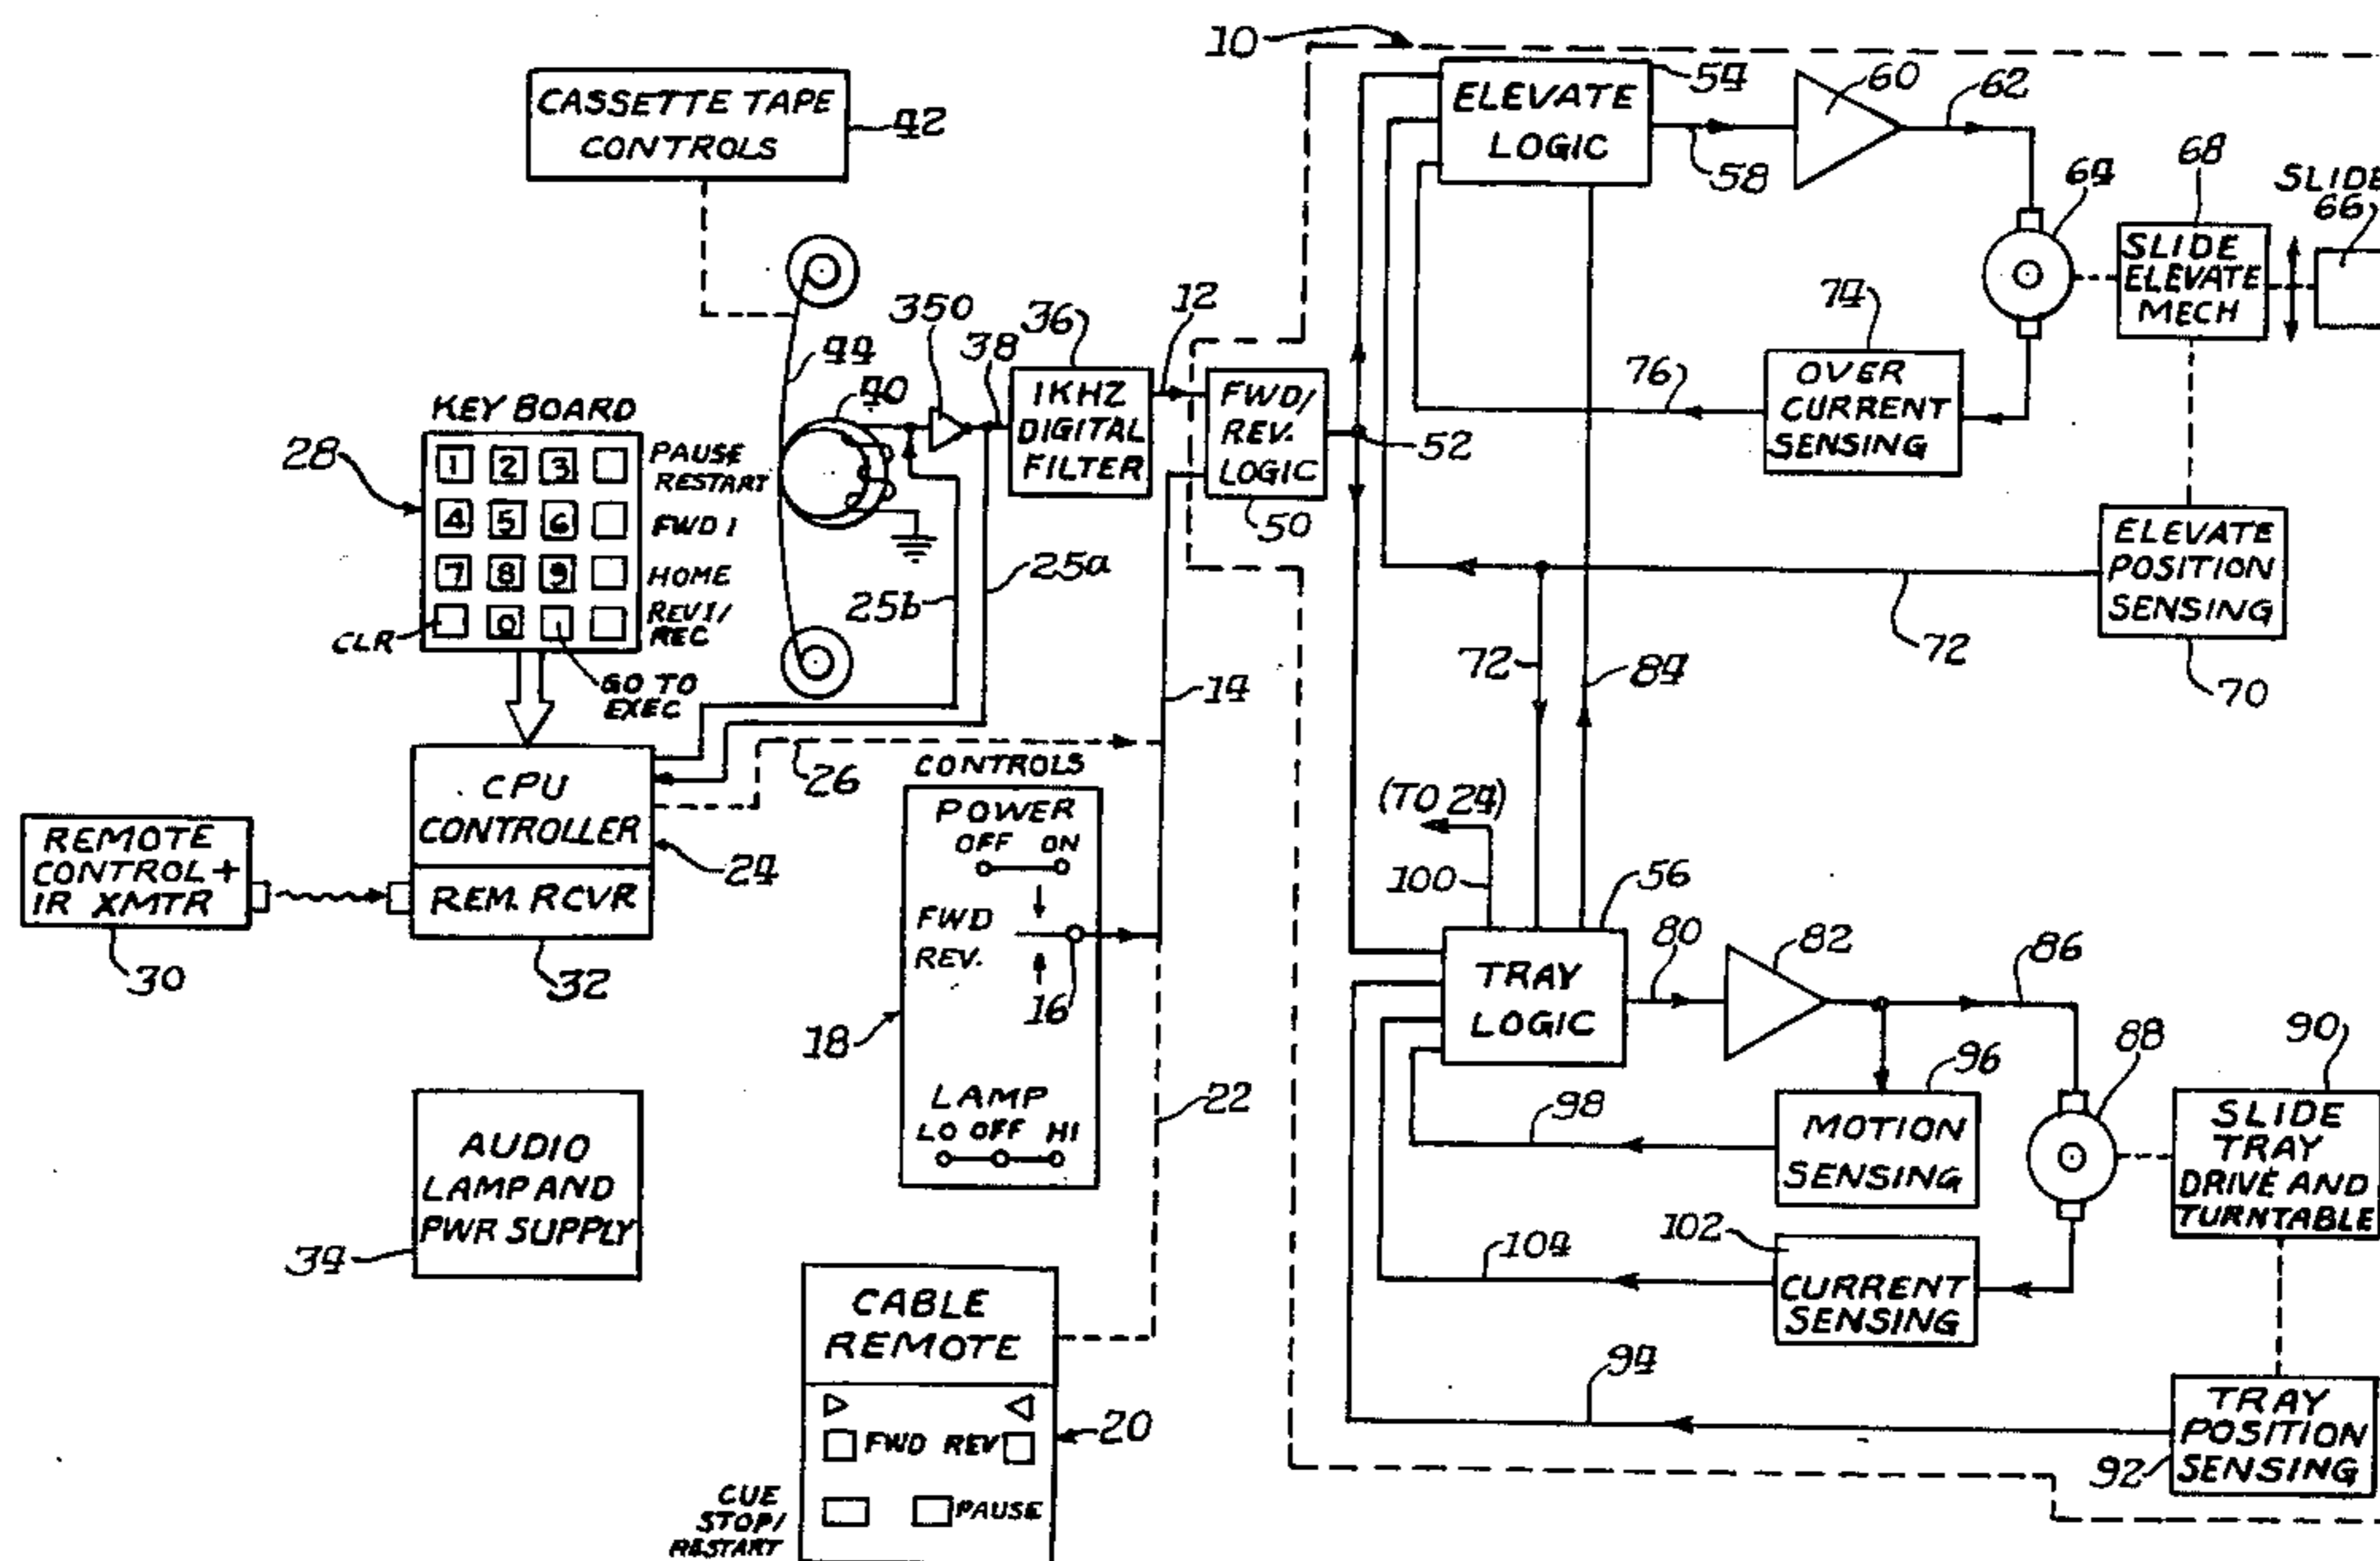 10
CASSETTE TAPE
CONTROLS
42
ELEVATE
LOGIC
54
58
60
62
64
68
SLIDE
66
SLIDE
ELEVATE
MECH
74
OVER
CURRENT
SENSING
76
350
38
36
12
44
40
1KHZ
DIGITAL
FILTER
FWD/
REV.
LOGIC
50
52
KEY BOARD
28
1 2 3
PAUSE
RESTART
4 5 6
FWD 1
7 8 9
HOME
0
REV 1/
REC
CLR
GO TO
EXEC
25b
25a
14
72
84
72
ELEVATE
POSITION
SENSING
70
CPU
CONTROLLER
24
26
REM. RCVR
32
REMOTE
CONTROL +
IR XMTR
30
CONTROLS
POWER
OFF ON
FWD
REV.
16
18
LAMP
LO OFF HI
22
(TO 24)
100
56
TRAY
LOGIC
80
82
86
88
90
96
MOTION
SENSING
98
SLIDE
TRAY
DRIVE AND
TURNTABLE
102
CURRENT
SENSING
104
94
TRAY
POSITION
SENSING
92
AUDIO
LAMP AND
PWR SUPPLY
34
CABLE
REMOTE
FWD REV
20
CUE
STOP/
RESTART
PAUSE